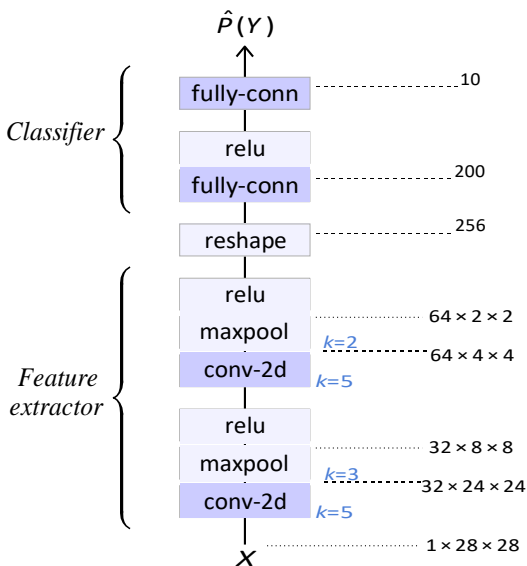 P̂(Y)
fully-conn
10
Classifier
relu
fully-conn
200
reshape
256
relu
maxpool
64 × 2 × 2
k=2
64 × 4 × 4
conv-2d
k=5
Feature
extractor
relu
maxpool
32 × 8 × 8
k=3
32 × 24 × 24
conv-2d
k=5
X
1 × 28 × 28